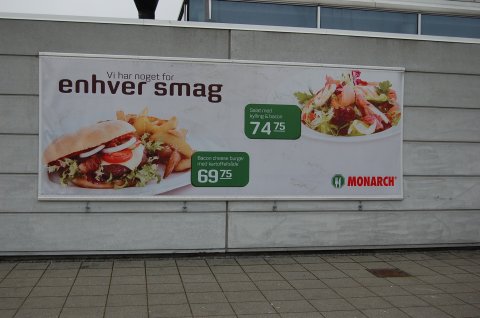 Vi har noget for
enhver smag
Salat med
kylling & bacon
74 75
Bacon cheese burger
med kartoffelbåde
69 75
MONARCH